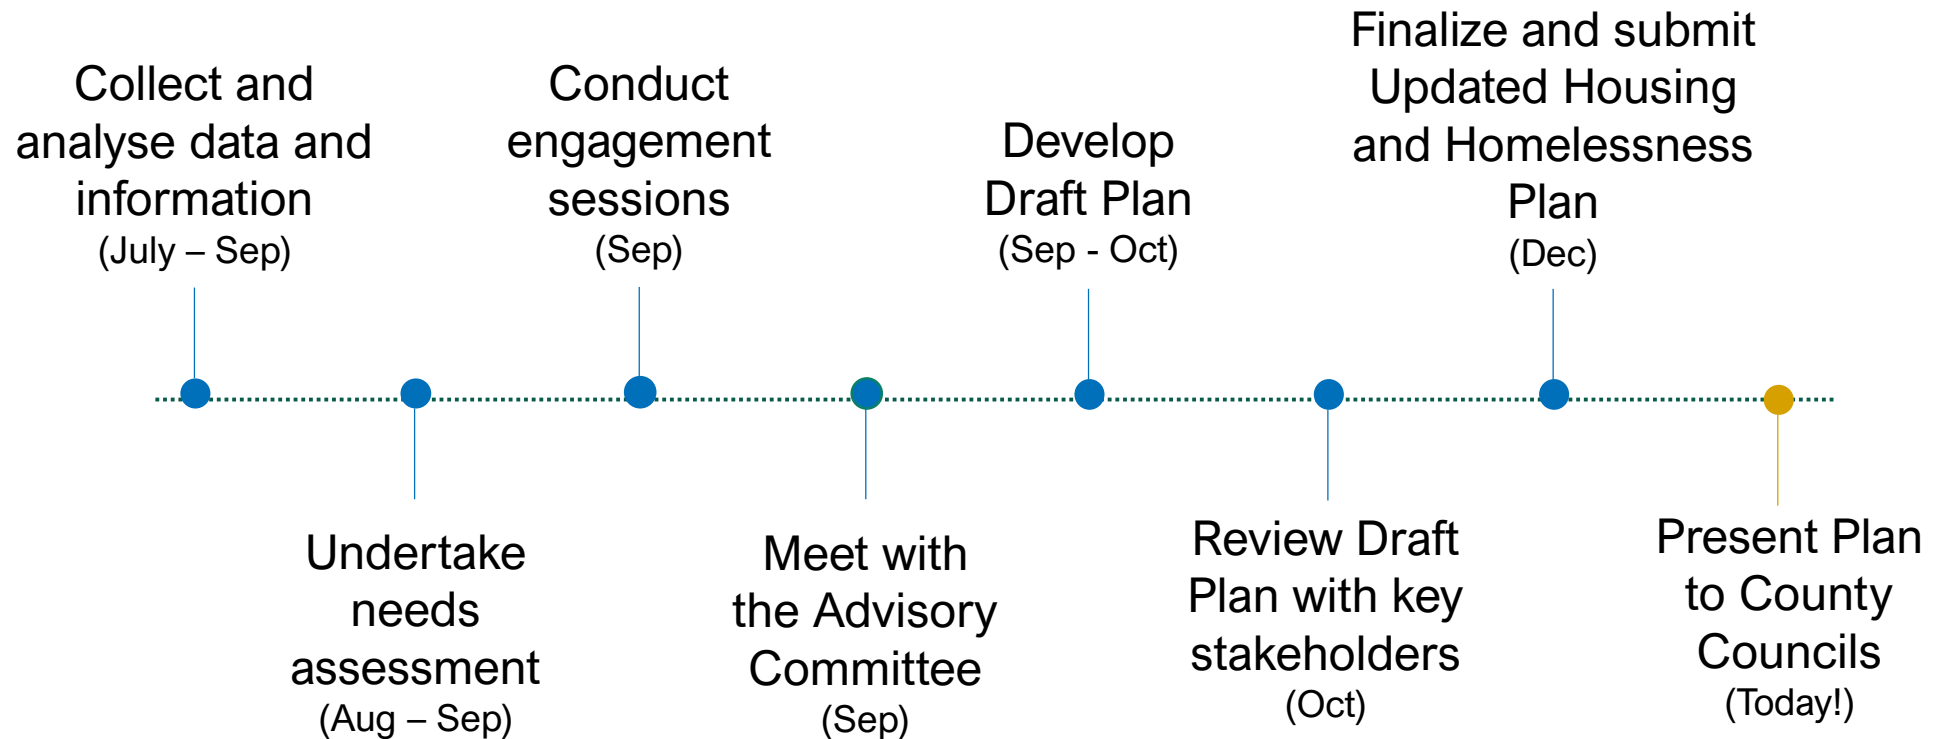 Collect and
analyse data and
information
(July – Sep)
Undertake
needs
assessment
(Aug – Sep)
Conduct
engagement
sessions
(Sep)
Meet with
the Advisory
Committee
(Sep)
Develop
Draft Plan
(Sep - Oct)
Review Draft
Plan with key
stakeholders
(Oct)
Finalize and submit
Updated Housing
and Homelessness
Plan
(Dec)
Present Plan
to County
Councils
(Today!)